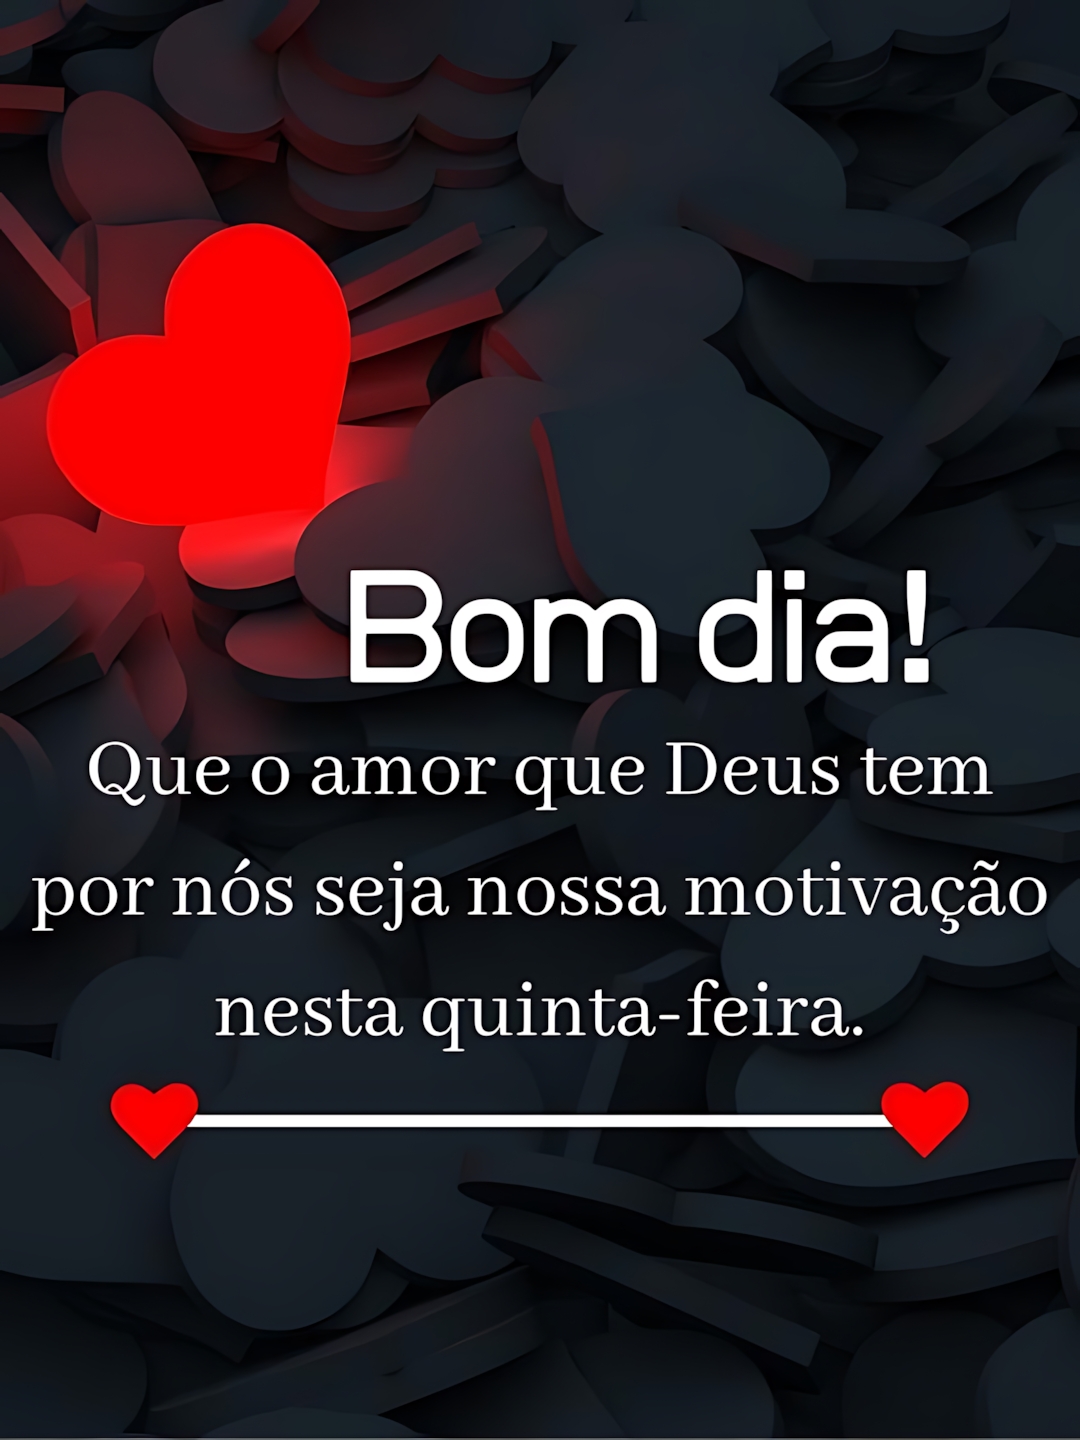 Bom dia!
Que o amor que Deus tem
por nós seja nossa motivação
nesta quinta-feira.